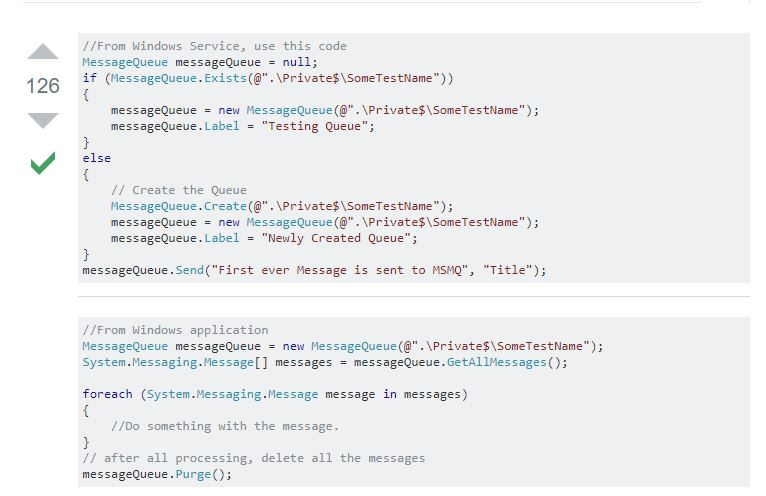 //From Windows Service, use this code
MessageQueue messageQueue = null;
126
if (MessageQueue.Exists(@".\Private$\SomeTestName"))
{
    messageQueue = new MessageQueue(@".\Private$\SomeTestName");
    messageQueue.Label = "Testing Queue";
}
else
{
    // Create the Queue
    MessageQueue.Create(@".\Private$\SomeTestName");
    messageQueue = new MessageQueue(@".\Private$\SomeTestName");
    messageQueue.Label = "Newly Created Queue";
}
messageQueue.Send("First ever Message is sent to MSMQ", "Title");
//From Windows application
MessageQueue messageQueue = new MessageQueue(@".\Private$\SomeTestName");
System.Messaging.Message[] messages = messageQueue.GetAllMessages();
foreach (System.Messaging.Message message in messages)
{
    //Do something with the message.
}
// after all processing, delete all the messages
messageQueue.Purge();